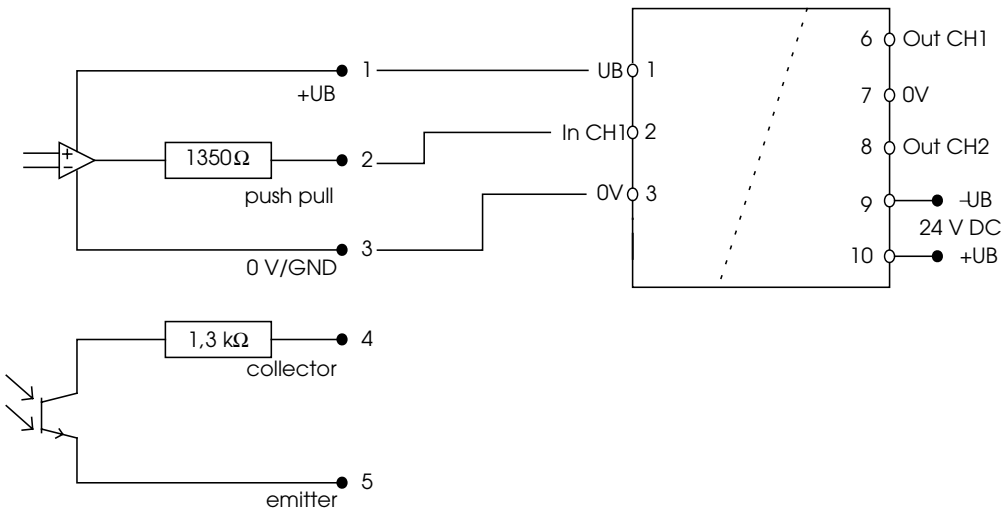 6 Out CH1
1 UB 1
+UB
7 0V
In CH1 2
+
−
1350Ω
2
8 Out CH2
push pull
0V 3
9 –UB
24 V DC
3
0 V/GND
10 +UB
1,3 kΩ
4
collector
5
emitter